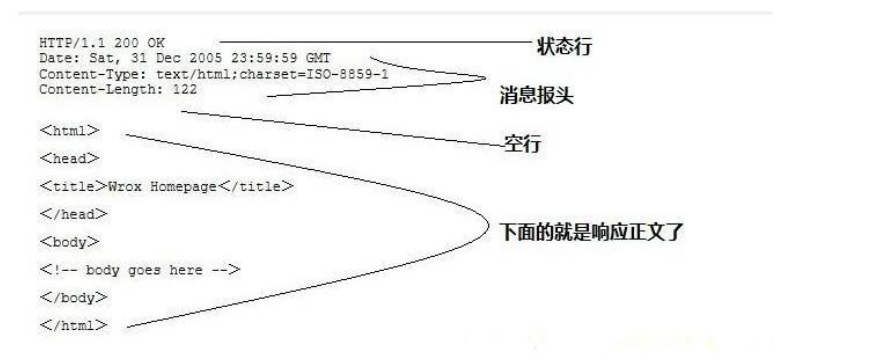 HTTP/1.1 200 OK
状态行
Date: Sat, 31 Dec 2005 23:59:59 GMT
Content-Type: text/html;charset=ISO-8859-1
Content-Length: 122
消息报头
空行
<html>
<head>
<title>Wrox Homepage</title>
</head>
<body>
下面的就是响应正文了
<!-- body goes here -->
</body>
</html>